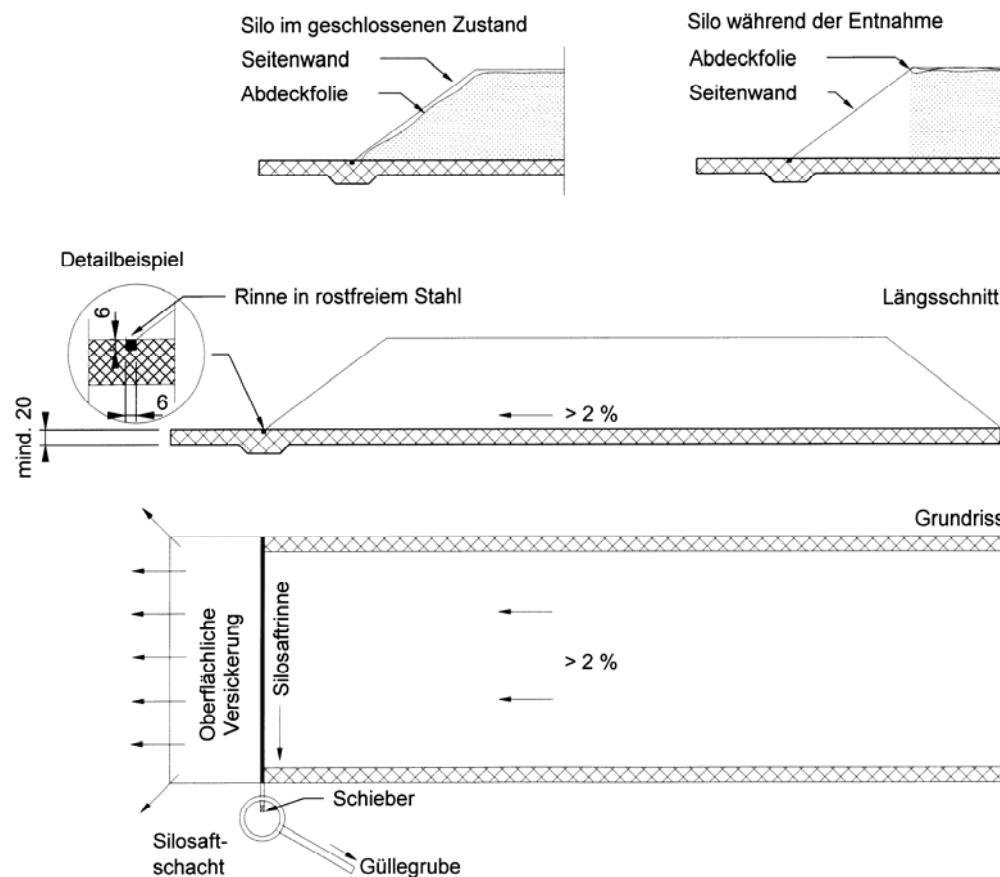 Silo im geschlossenen Zustand
Seitenwand
Abdeckfolie
Silo während der Entnahme
Abdeckfolie
Seitenwand
Detailbeispiel
Rinne in rostfreiem Stahl
Längsschnitt
6
6
mind. 20
> 2 %
Grundriss
Oberflächliche
Versickerung
Silosaftrinne
> 2 %
Schieber
Silosaft-
schacht
Güllegrube